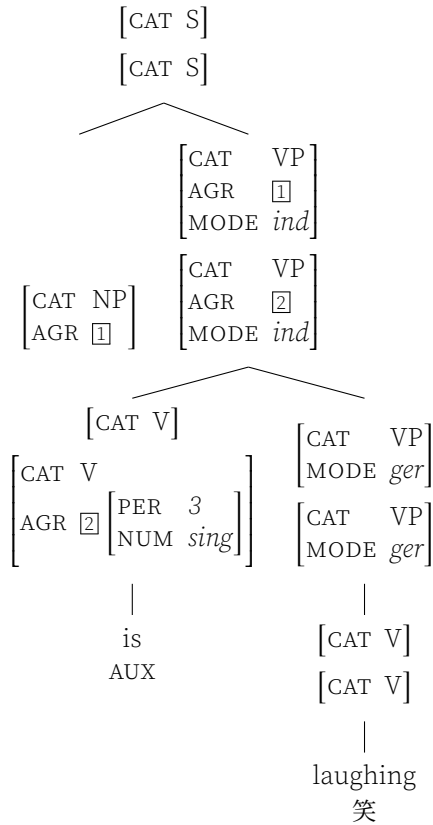 [CAT S]
[CAT S]
[CAT VP
AGR 1
MODE ind]
[CAT NP
AGR 1]
[CAT VP
AGR 2
MODE ind]
[CAT V]
[CAT V
AGR 2 [PER 3
NUM sing]]
is
AUX
[CAT VP
MODE ger]
[CAT VP
MODE ger]
[CAT V]
[CAT V]
laughing
笑